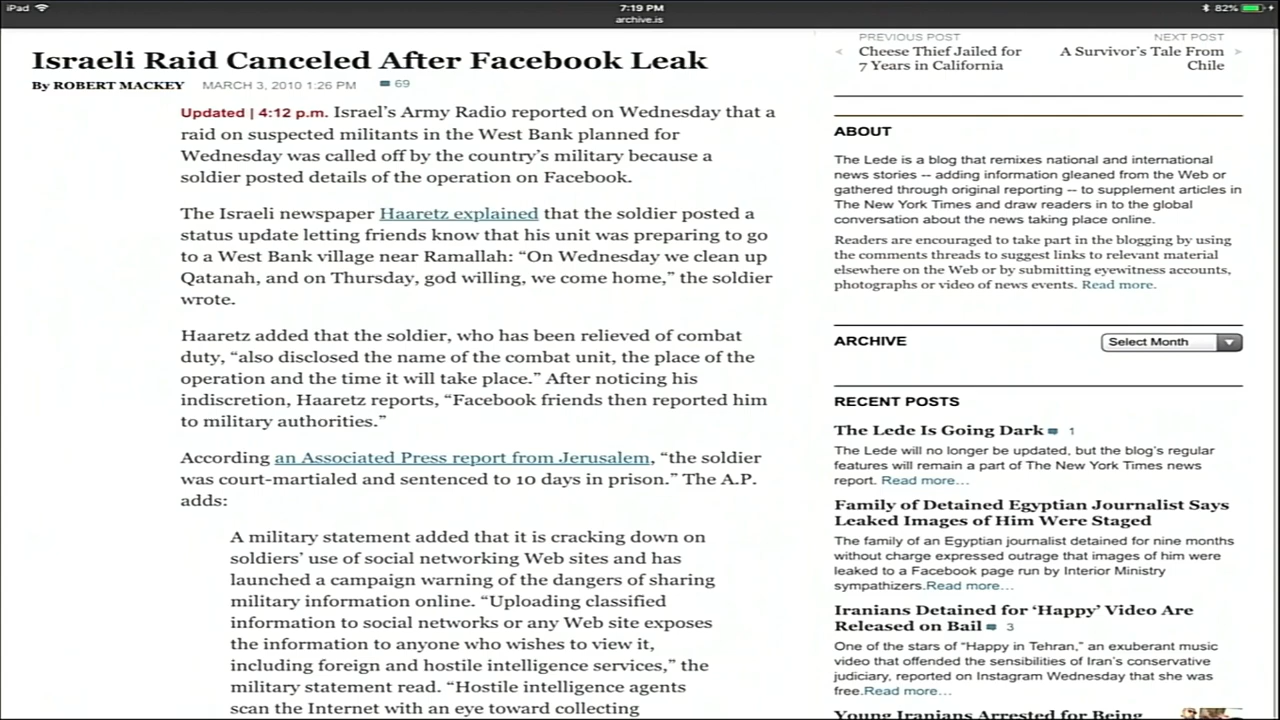 iPad
7:19 PM
82%
archive.is
Israeli Raid Canceled After Facebook Leak
By ROBERT MACKEY MARCH 3, 2010 1:26 PM 69
Updated | 4:12 p.m. Israel's Army Radio reported on Wednesday that a
raid on suspected militants in the West Bank planned for
Wednesday was called off by the country's military because a
soldier posted details of the operation on Facebook.
The Israeli newspaper Haaretz explained that the soldier posted a
status update letting friends know that his unit was preparing to go
to a West Bank village near Ramallah: “On Wednesday we clean up
Qatanah, and on Thursday, god willing, we come home,” the soldier
wrote.
Haaretz added that the soldier, who has been relieved of combat
duty, “also disclosed the name of the combat unit, the place of the
operation and the time it will take place.” After noticing his
indiscretion, Haaretz reports, “Facebook friends then reported him
to military authorities.”
According an Associated Press report from Jerusalem, “the soldier
was court-martialed and sentenced to 10 days in prison.” The A.P.
adds:
A military statement added that it is cracking down on
soldiers' use of social networking Web sites and has
launched a campaign warning of the dangers of sharing
military information online. “Uploading classified
information to social networks or any Web site exposes
the information to anyone who wishes to view it,
including foreign and hostile intelligence services,” the
military statement read. “Hostile intelligence agents
scan the Internet with an eye toward collecting
PREVIOUS POST
Cheese Thief Jailed for
7 Years in California
NEXT POST
A Survivor's Tale From
Chile
ABOUT
The Lede is a blog that remixes national and international
news stories -- adding information gleaned from the Web or
gathered through original reporting -- to supplement articles in
The New York Times and draw readers in to the global
conversation about the news taking place online.
Readers are encouraged to take part in the blogging by using
the comments threads to suggest links to relevant material
elsewhere on the Web or by submitting eyewitness accounts,
photographs or video of news events. Read more.
ARCHIVE
Select Month
RECENT POSTS
The Lede Is Going Dark 1
The Lede will no longer be updated, but the blog's regular
features will remain a part of The New York Times news
report. Read more…
Family of Detained Egyptian Journalist Says
Leaked Images of Him Were Staged
The family of an Egyptian journalist detained for nine months
without charge expressed outrage that images of him were
leaked to a Facebook page run by Interior Ministry
sympathizers.Read more…
Iranians Detained for ‘Happy’ Video Are
Released on Bail 3
One of the stars of “Happy in Tehran,” an exuberant music
video that offended the sensibilities of Iran's conservative
judiciary, reported on Instagram Wednesday that she was
free.Read more…
Young Iranians Arrested for Being